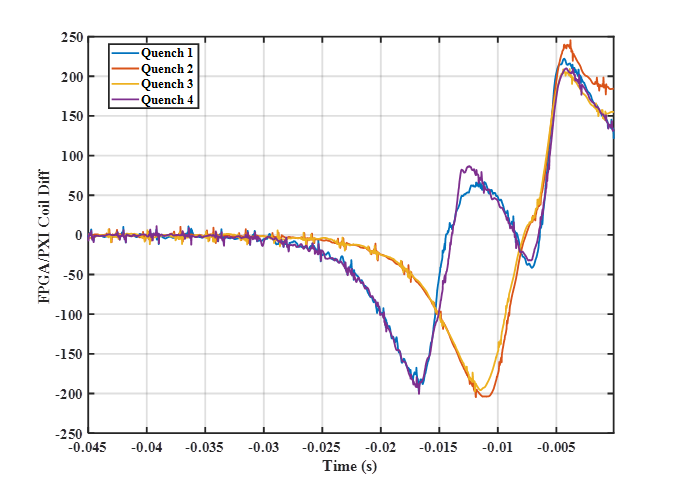 250
200
150
100
50
0
-50
-100
-150
-200
-250
FPGA/PXI Coil Diff
Quench 1
Quench 2
Quench 3
Quench 4
-0.045 -0.04 -0.035 -0.03 -0.025 -0.02 -0.015 -0.01 -0.005
Time (s)